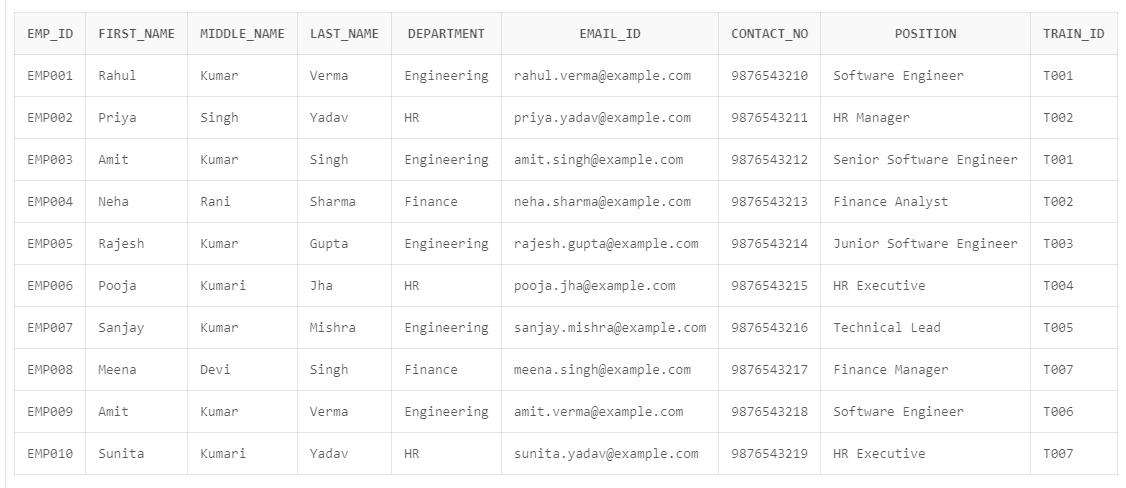 EMP_ID FIRST_NAME MIDDLE_NAME LAST_NAME DEPARTMENT EMAIL_ID CONTACT_NO POSITION TRAIN_ID
EMP001 Rahul Kumar Verma Engineering rahul.verma@example.com 9876543210 Software Engineer T001
EMP002 Priya Singh Yadav HR priya.yadav@example.com 9876543211 HR Manager T002
EMP003 Amit Kumar Singh Engineering amit.singh@example.com 9876543212 Senior Software Engineer T001
EMP004 Neha Rani Sharma Finance neha.sharma@example.com 9876543213 Finance Analyst T002
EMP005 Rajesh Kumar Gupta Engineering rajesh.gupta@example.com 9876543214 Junior Software Engineer T003
EMP006 Pooja Kumari Jha HR pooja.jha@example.com 9876543215 HR Executive T004
EMP007 Sanjay Kumar Mishra Engineering sanjay.mishra@example.com 9876543216 Technical Lead T005
EMP008 Meena Devi Singh Finance meena.singh@example.com 9876543217 Finance Manager T007
EMP009 Amit Kumar Verma Engineering amit.verma@example.com 9876543218 Software Engineer T006
EMP010 Sunita Kumari Yadav HR sunita.yadav@example.com 9876543219 HR Executive T007